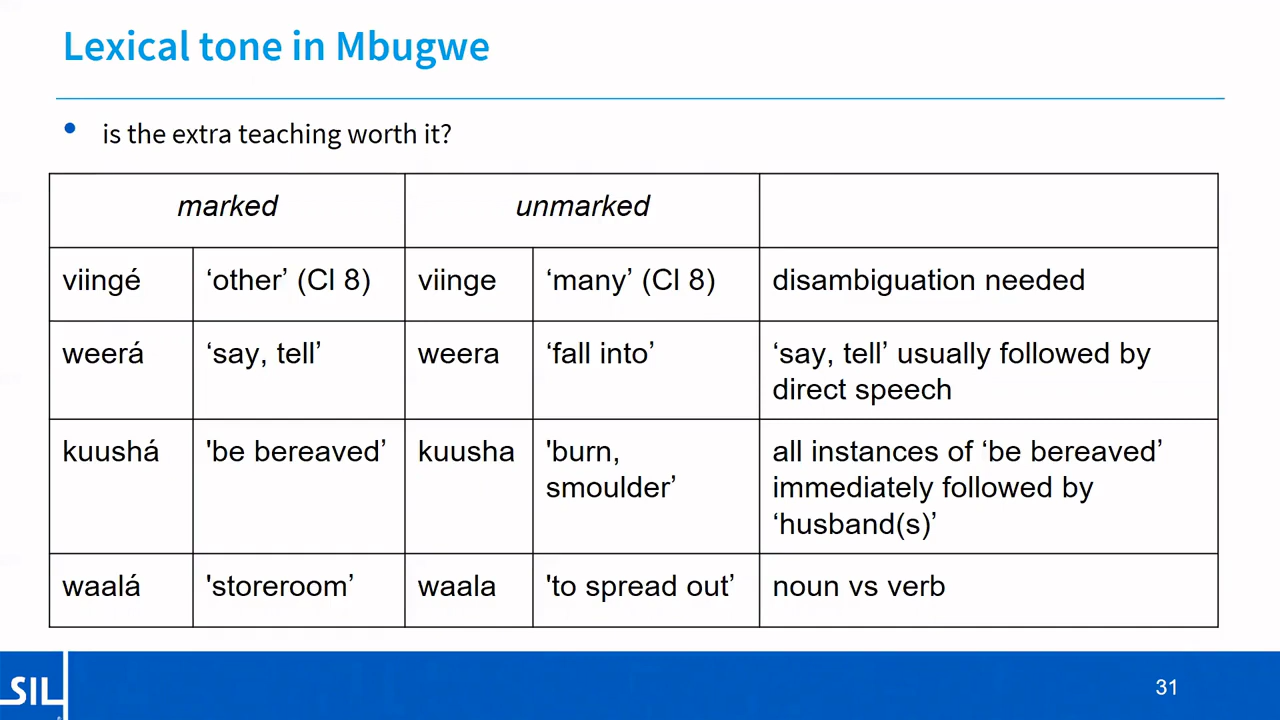 Lexical tone in Mbugwe
• is the extra teaching worth it?
marked unmarked
viingé ‘other’ (Cl 8) viinge ‘many’ (Cl 8) disambiguation needed
weerá ‘say, tell’ weera ‘fall into’ ‘say, tell’ usually followed by
direct speech
kuushá 'be bereaved’ kuusha 'burn, all instances of ‘be bereaved’
smoulder’ immediately followed by
‘husband(s)’
waalá 'storeroom’ waala 'to spread out’ noun vs verb
SIL
31